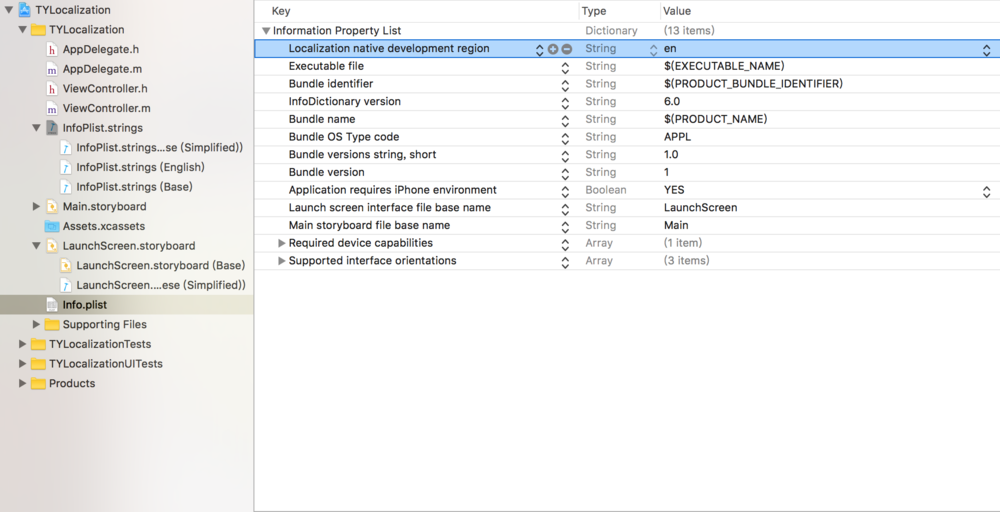 TYLocalization
TYLocalization
AppDelegate.h
AppDelegate.m
ViewController.h
ViewController.m
InfoPlist.strings
InfoPlist.strings...se (Simplified))
InfoPlist.strings (English)
InfoPlist.strings (Base)
Main.storyboard
Assets.xcassets
LaunchScreen.storyboard
LaunchScreen.storyboard (Base)
LaunchScreen....ese (Simplified))
Info.plist
Supporting Files
TYLocalizationTests
TYLocalizationUITests
Products
Key Type Value
Information Property List Dictionary (13 items)
Localization native development region String en
Executable file String $(EXECUTABLE_NAME)
Bundle identifier String $(PRODUCT_BUNDLE_IDENTIFIER)
InfoDictionary version String 6.0
Bundle name String $(PRODUCT_NAME)
Bundle OS Type code String APPL
Bundle versions string, short String 1.0
Bundle version String 1
Application requires iPhone environment Boolean YES
Launch screen interface file base name String LaunchScreen
Main storyboard file base name String Main
Required device capabilities Array (1 item)
Supported interface orientations Array (3 items)